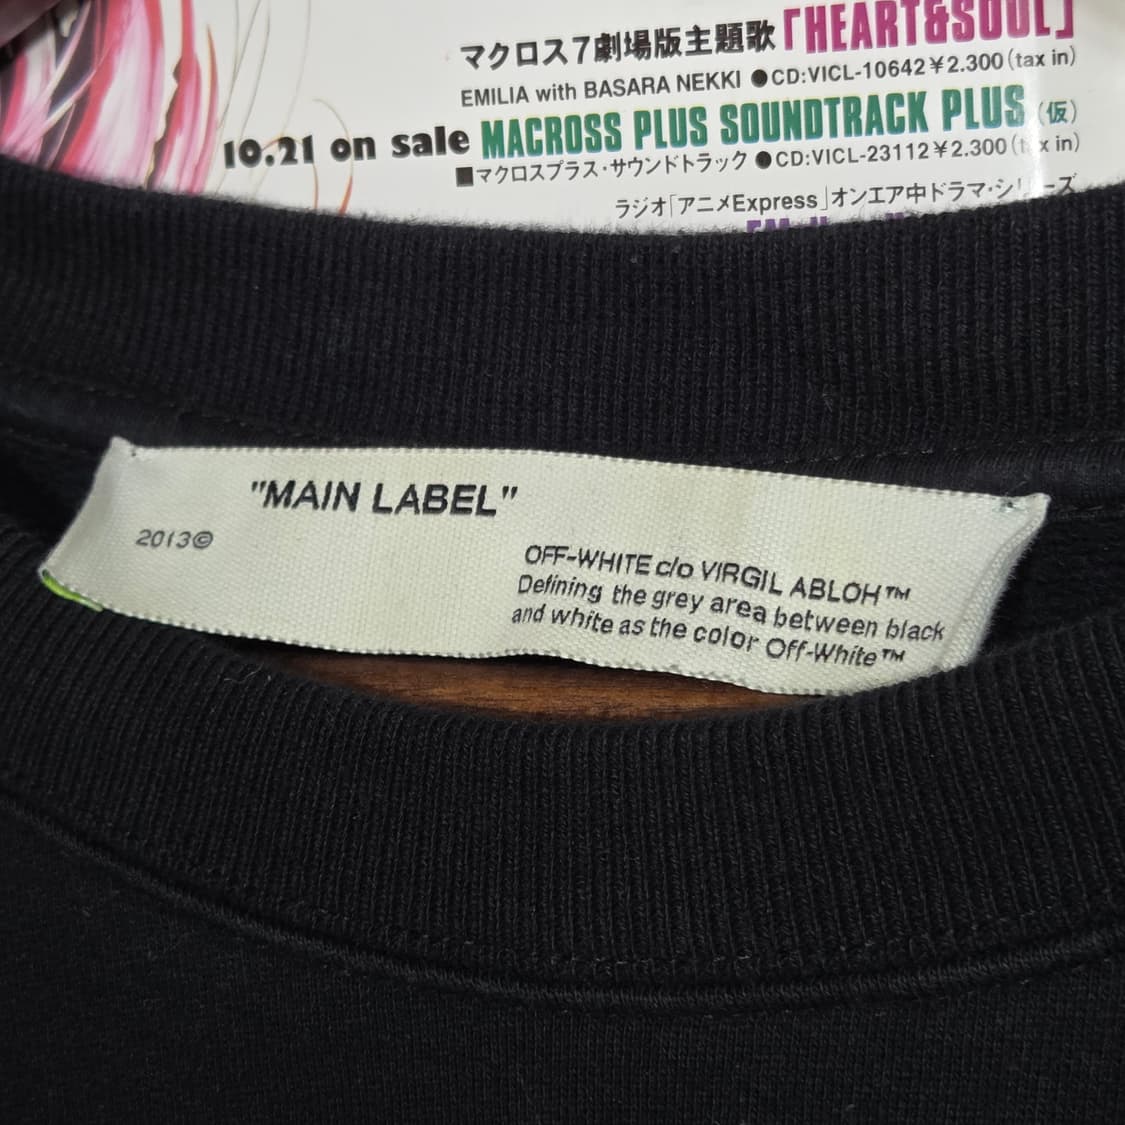 マクロス7劇場版主題歌「HEART&SOUL」
EMILIA with BASARA NEKKI ●CD:VICL-10642￥2.300(tax in)
10.21 on sale MACROSS PLUS SOUNDTRACK PLUS(仮)
■マクロスプラス・サウンドトラック ●CD:VICL-23112￥2.300(tax in)
ラジオ「アニメExpress」オンエア中ドラマ・シリーズ
"MAIN LABEL"
2013©
OFF-WHITE c/o VIRGIL ABLOH™
Defining the grey area between black
and white as the color Off-White™